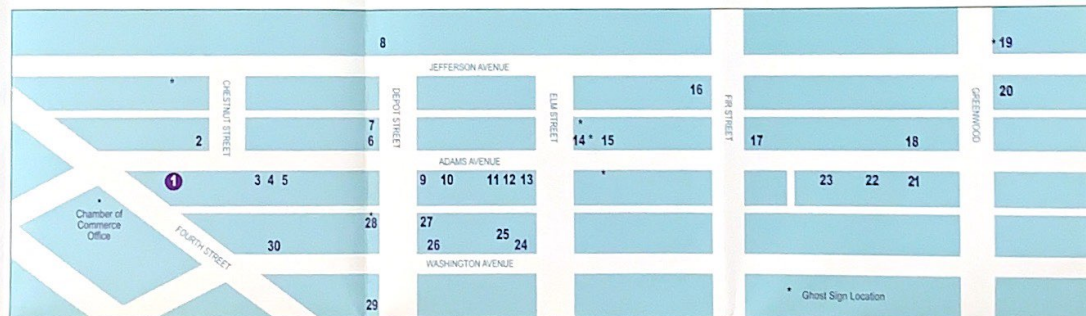 8
* 19
JEFFERSON AVENUE
*
CHESTNUT STREET
DEPOT STREET
ELM STREET
16
FIR STREET
GREENWOOD
20
2
7
6
*
14 * 15
17
18
ADAMS AVENUE
1
3 4 5
9 10 11 12 13
*
23 22 21
*
Chamber of
Commerce
Office
*
28
27
FOURTH STREET
30
26
25
24
WASHINGTON AVENUE
29
* Ghost Sign Location